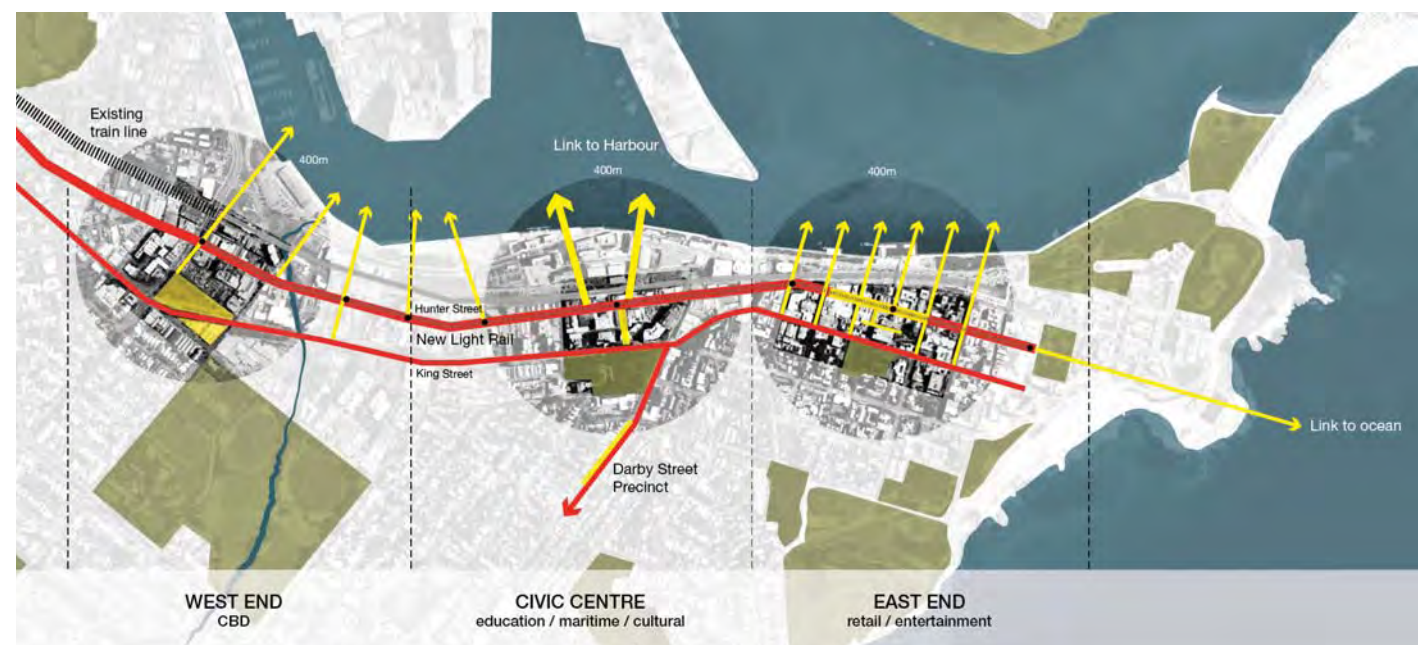 Existing
train line
400m
Link to Harbour
400m
400m
Hunter Street
New Light Rail
King Street
Darby Street
Precinct
Link to ocean
WEST END
CBD
CIVIC CENTRE
education / maritime / cultural
EAST END
retail / entertainment